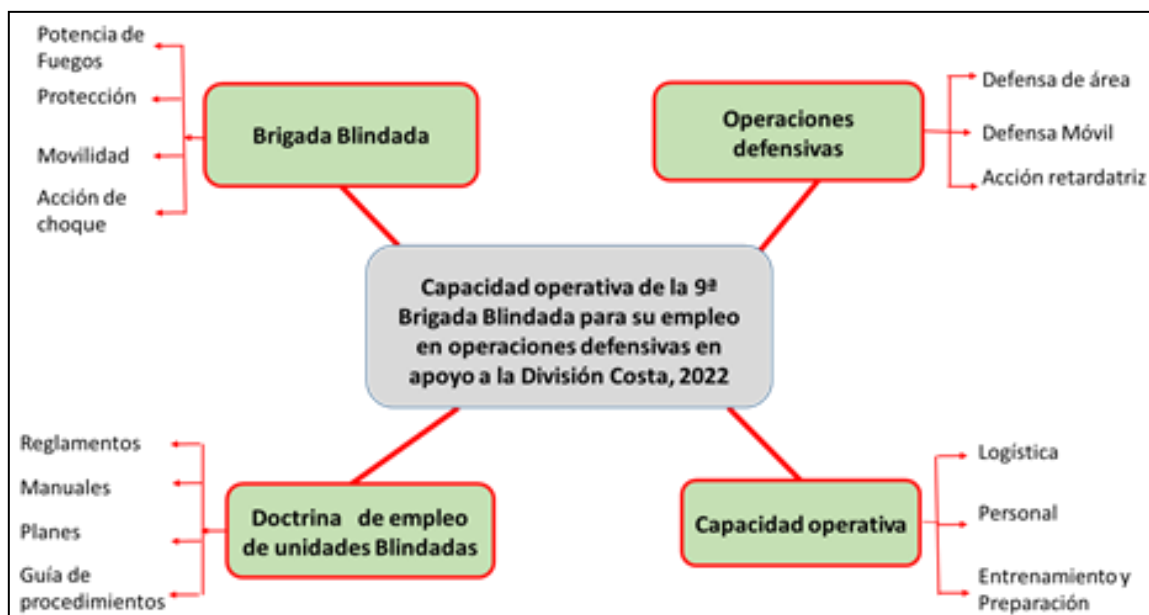 Potencia de
Fuegos
Protección
Movilidad
Acción de
choque
Brigada Blindada
Operaciones
defensivas
Defensa de área
Defensa Móvil
Acción retardatriz
Capacidad operativa de la 9ª
Brigada Blindada para su empleo
en operaciones defensivas en
apoyo a la División Costa, 2022
Reglamentos
Manuales
Planes
Guía de
procedimientos
Doctrina de empleo
de unidades Blindadas
Capacidad operativa
Logística
Personal
Entrenamiento y
Preparación